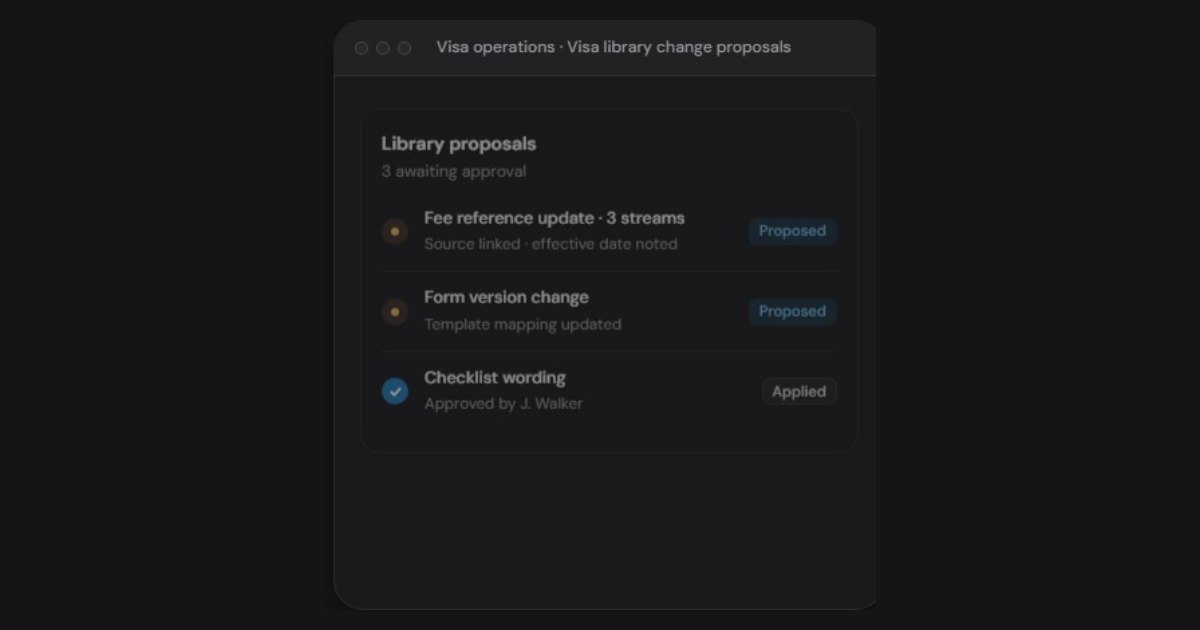 Visa operations · Visa library change proposals
Library proposals
3 awaiting approval
Fee reference update · 3 streams
Source linked · effective date noted
Proposed
Form version change
Template mapping updated
Proposed
Checklist wording
Approved by J. Walker
Applied